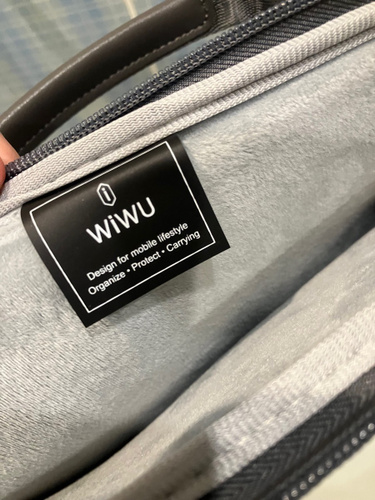 WiWU
Design for mobile lifestyle
Organize • Protect • Carrying